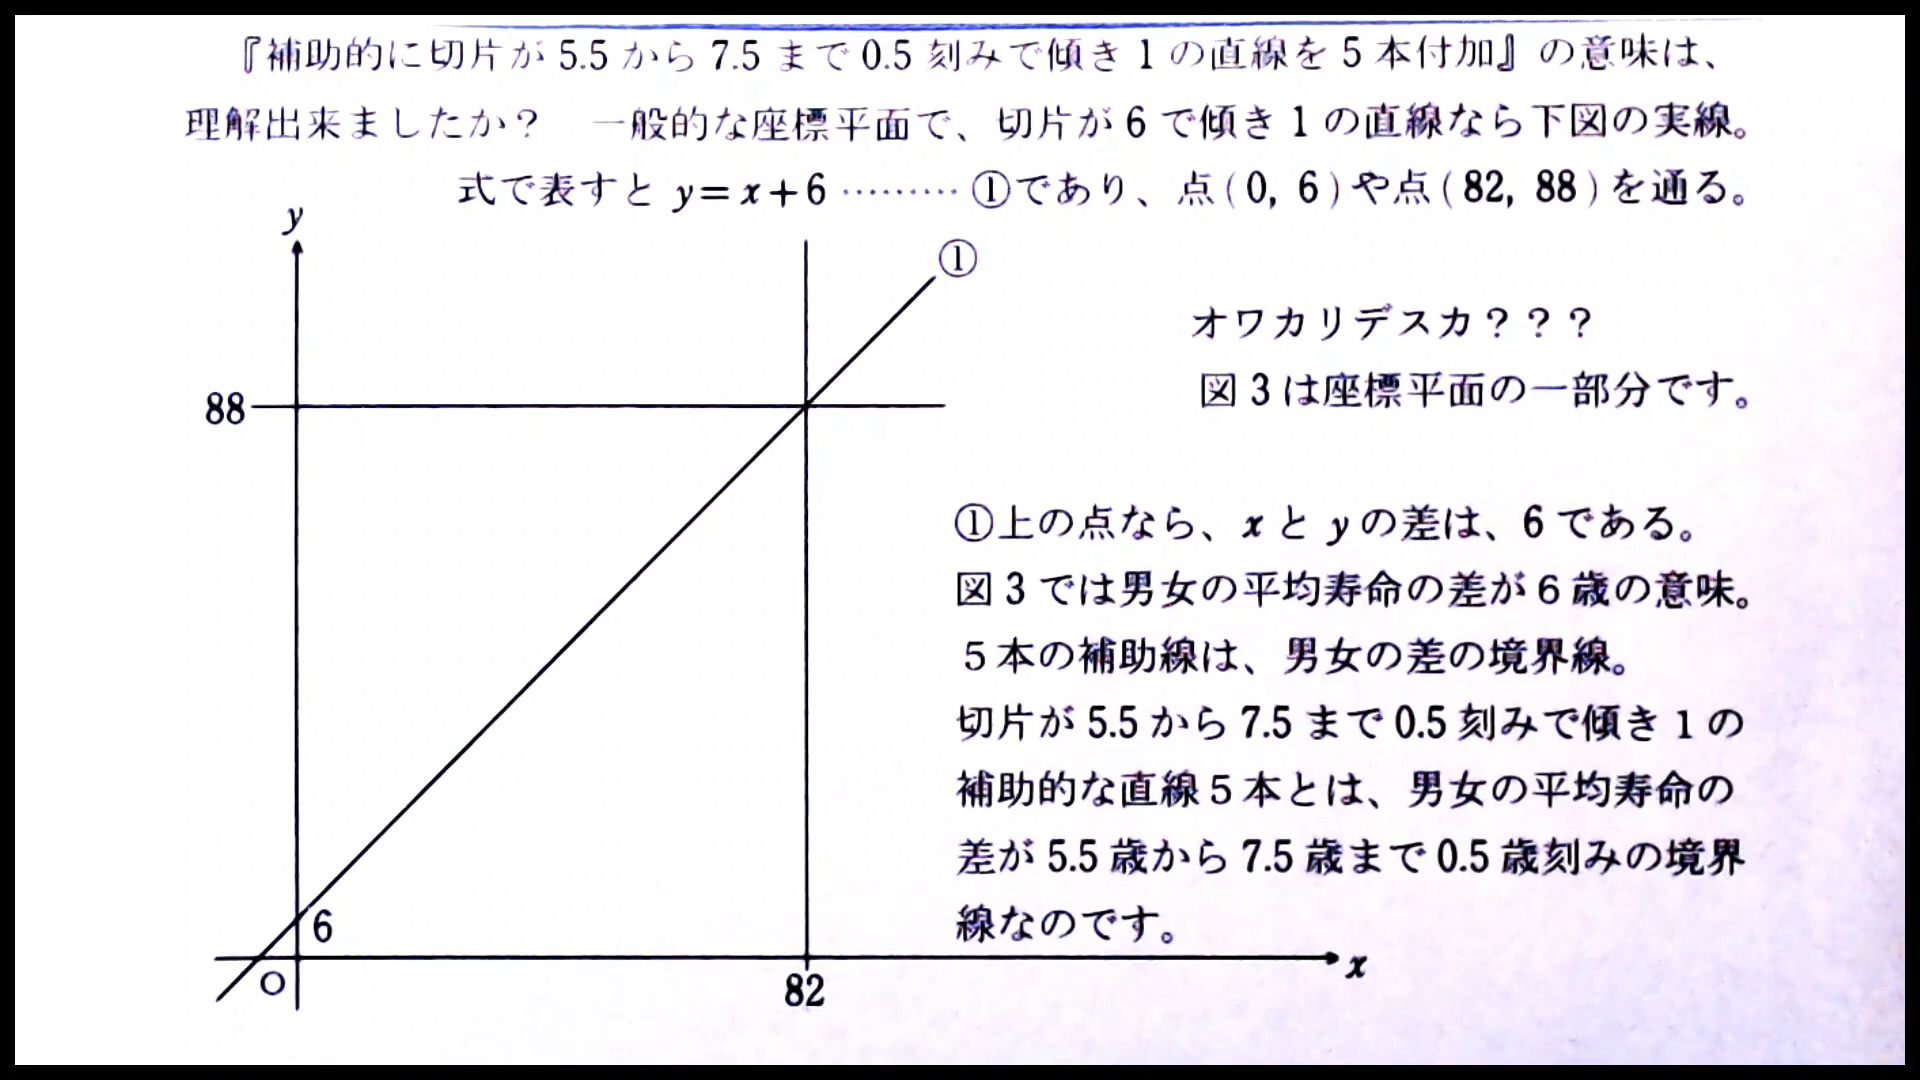 『補助的に切片が 5.5 から 7.5 まで 0.5 刻みで傾き 1 の直線を 5 本付加』の意味は、
理解出来ましたか？　一般的な座標平面で、切片が 6 で傾き 1 の直線なら下図の実線。
式で表すと y=x+6 ……… ①であり、点(0, 6)や点(82, 88)を通る。
y
①
オワカリデスカ？？？
88
図 3 は座標平面の一部分です。
①上の点なら、x と y の差は、6 である。
図 3 では男女の平均寿命の差が 6 歳の意味。
5 本の補助線は、男女の差の境界線。
切片が 5.5 から 7.5 まで 0.5 刻みで傾き 1 の
補助的な直線 5 本とは、男女の平均寿命の
差が 5.5 歳から 7.5 歳まで 0.5 歳刻みの境界
線なのです。
6
O
82
x